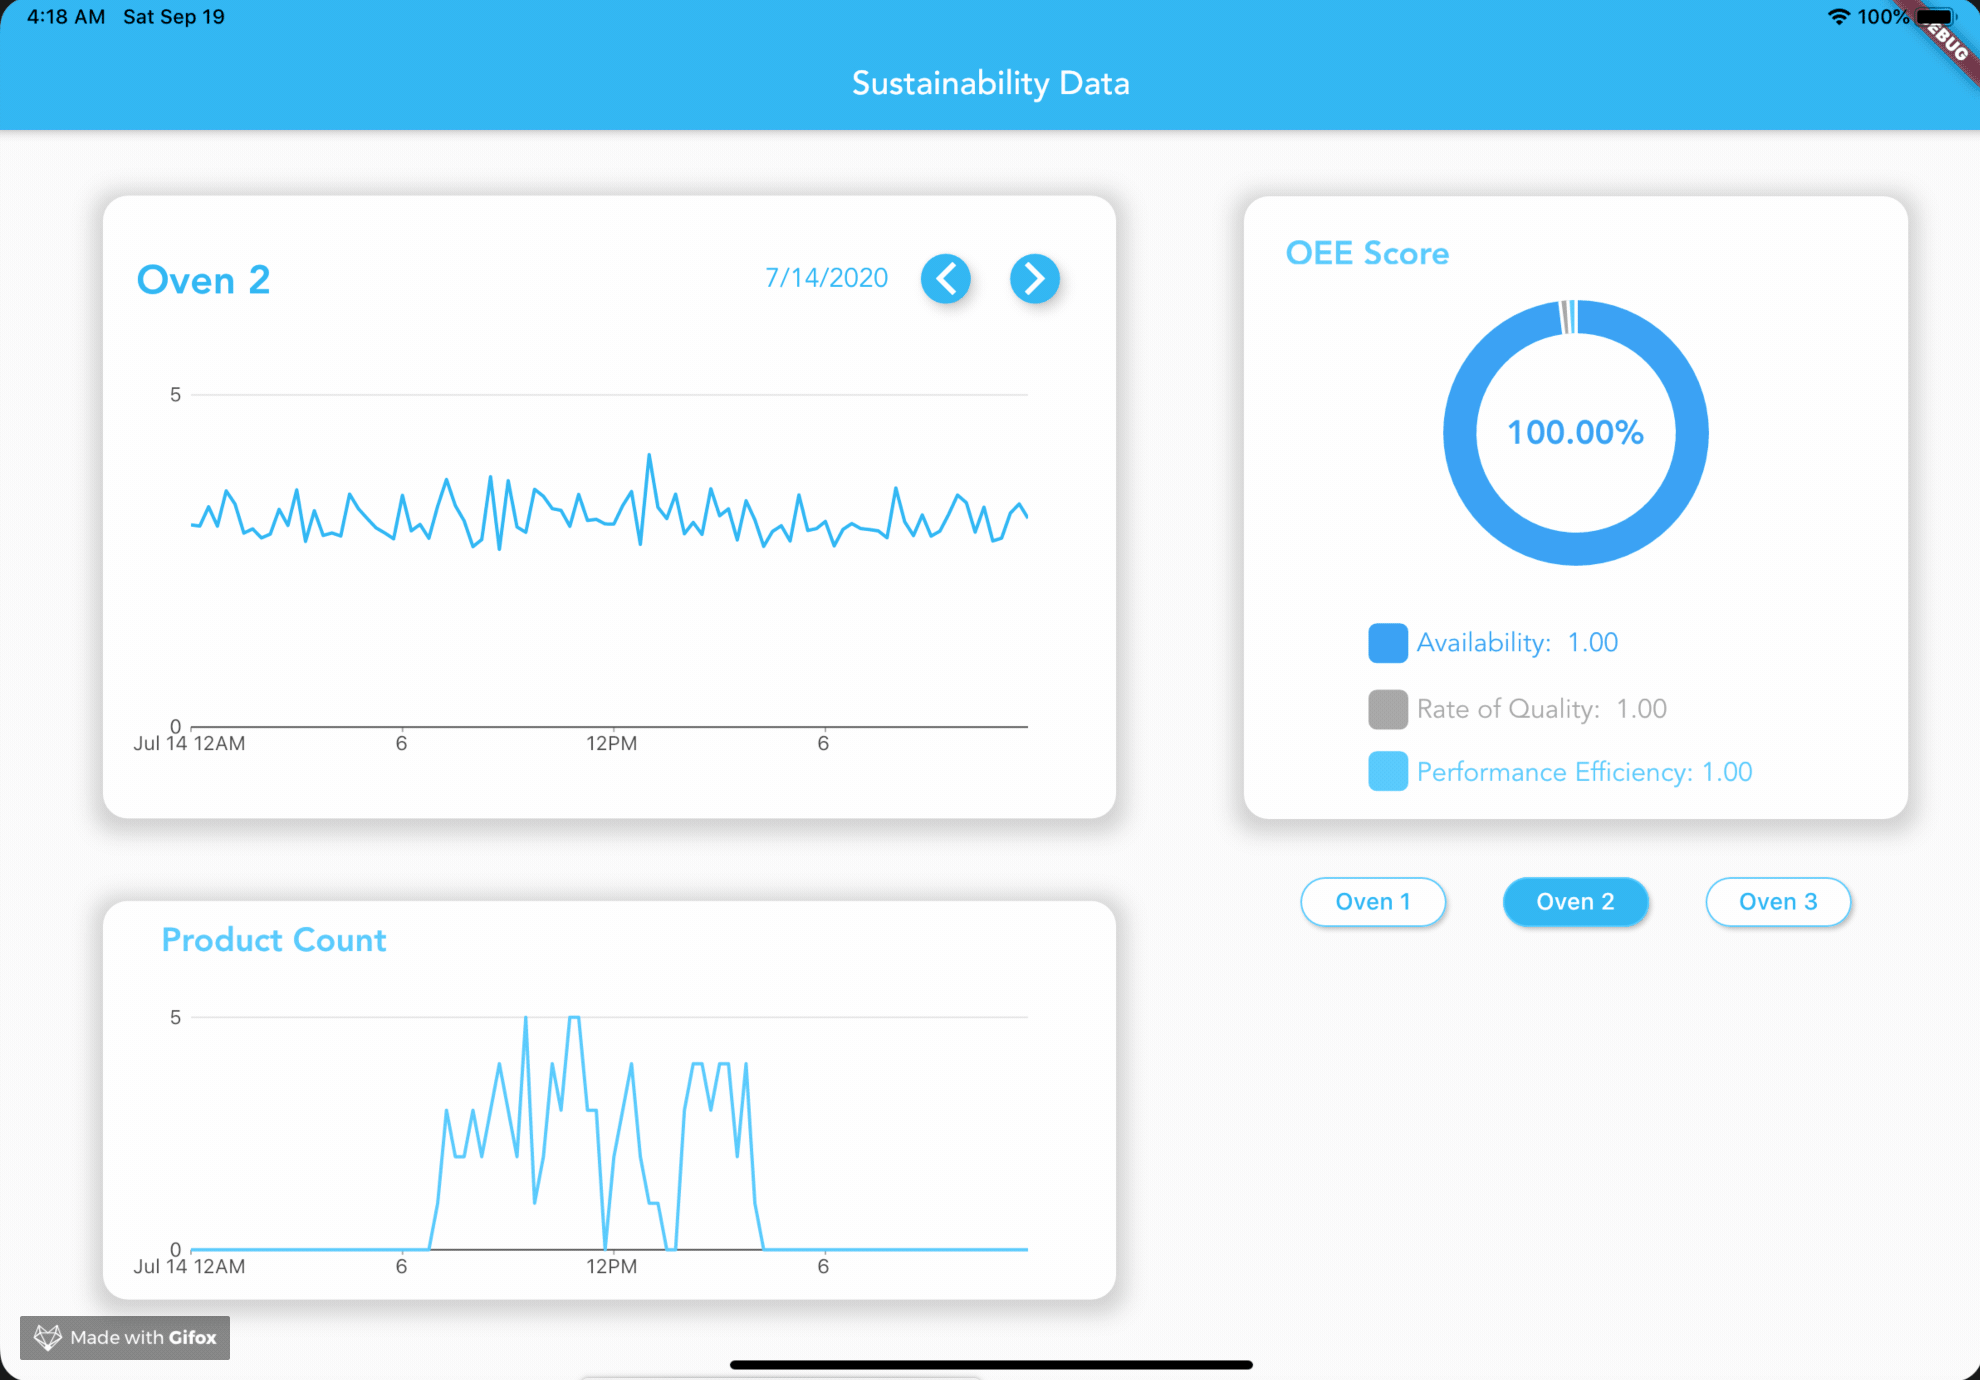 4:18 AM Sat Sep 19
100%
EBUG
Sustainability Data
Oven 2
7/14/2020
5
0
Jul 14 12AM 6 12PM 6
OEE Score
100.00%
Availability: 1.00
Rate of Quality: 1.00
Performance Efficiency: 1.00
Oven 1 Oven 2 Oven 3
Product Count
5
0
Jul 14 12AM 6 12PM 6
Made with Gifox